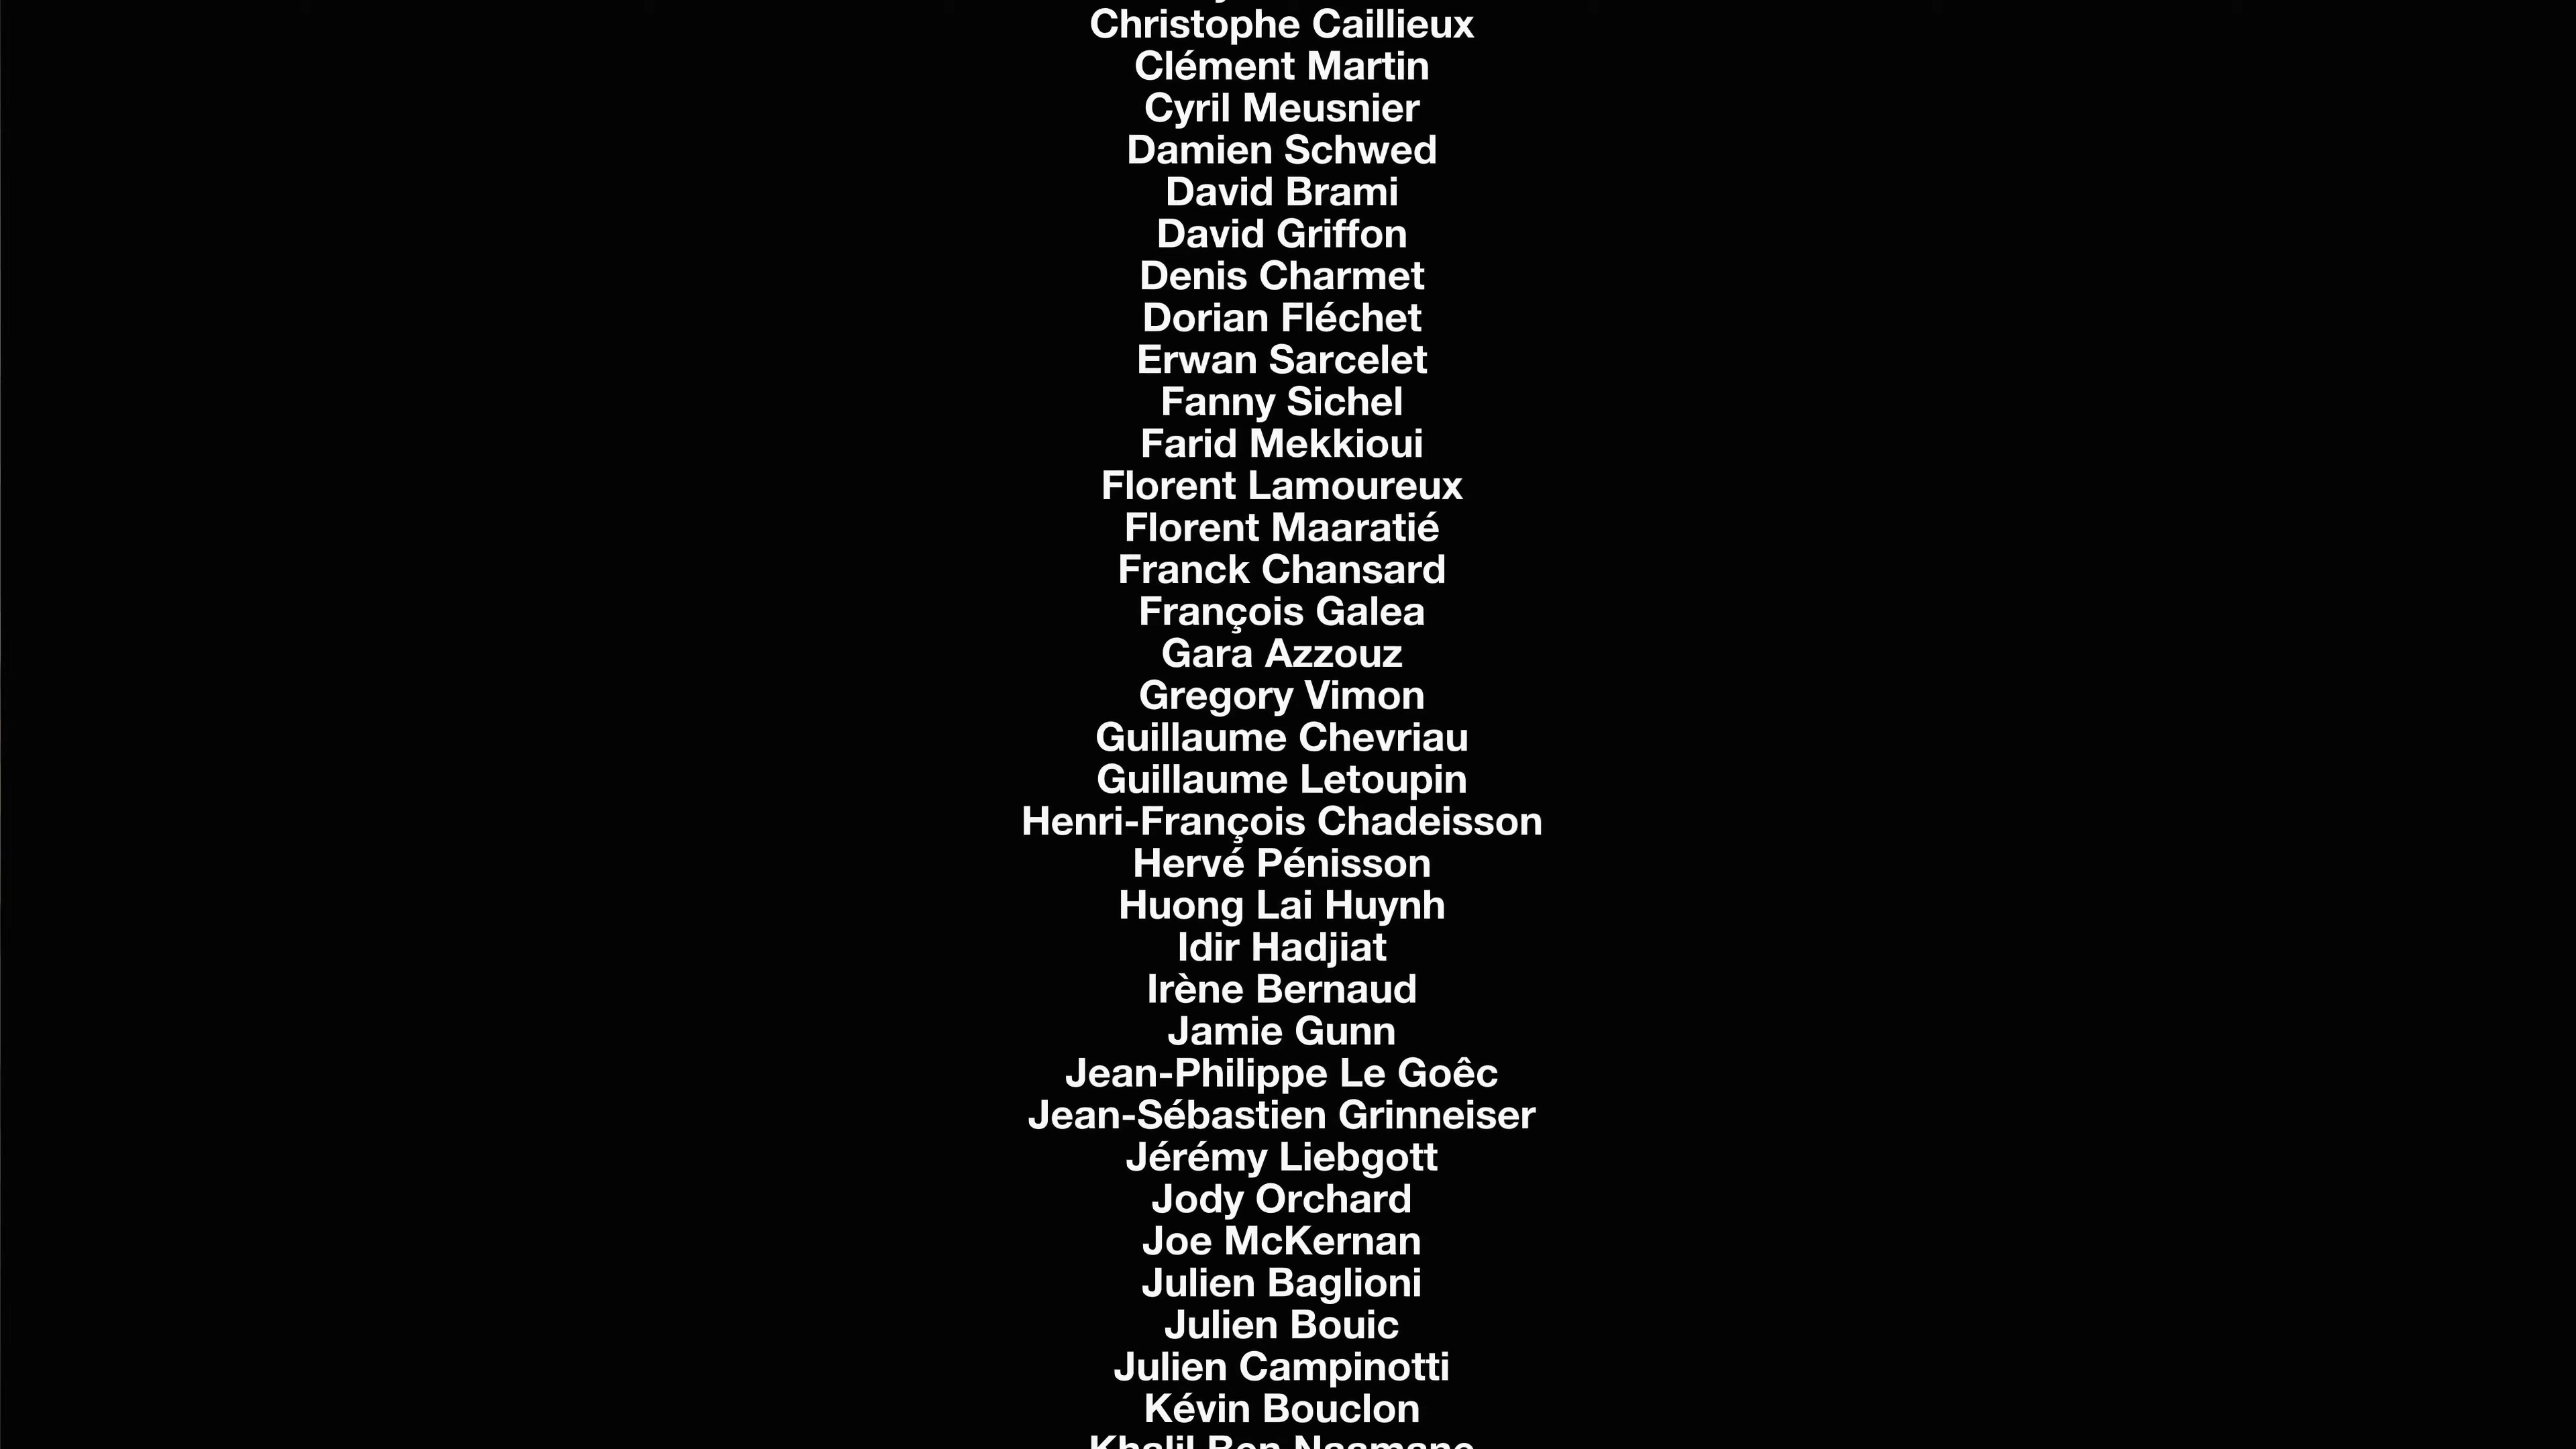 Christophe Caillieux
Clément Martin
Cyril Meusnier
Damien Schwed
David Brami
David Griffon
Denis Charmet
Dorian Fléchet
Erwan Sarcelet
Fanny Sichel
Farid Mekkioui
Florent Lamoureux
Florent Maaratié
Franck Chansard
François Galea
Gara Azzouz
Gregory Vimon
Guillaume Chevriau
Guillaume Letoupin
Henri-François Chadeisson
Hervé Pénisson
Huong Lai Huynh
Idir Hadjiat
Irène Bernaud
Jamie Gunn
Jean-Philippe Le Goêc
Jean-Sébastien Grinneiser
Jérémy Liebgott
Jody Orchard
Joe McKernan
Julien Baglioni
Julien Bouic
Julien Campinotti
Kévin Bouclon
Khalil Ben Naamane